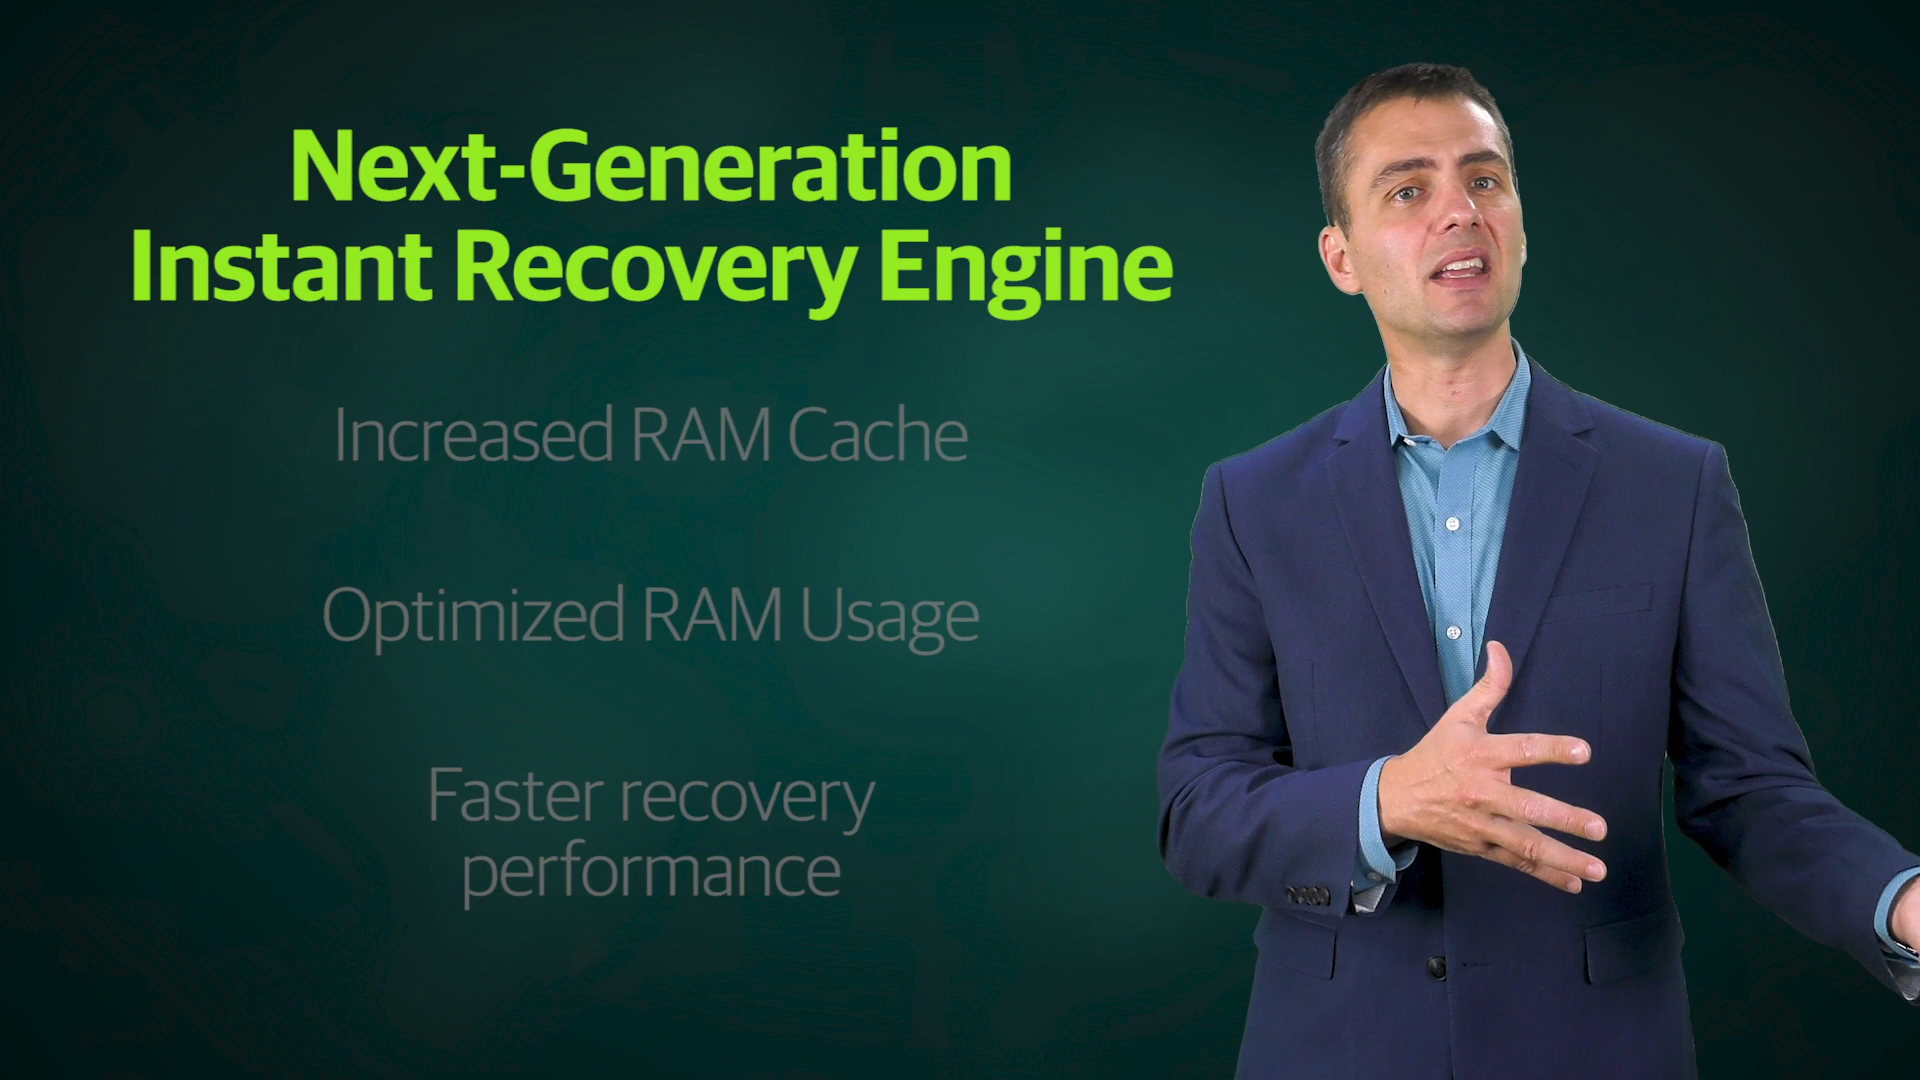 Next-Generation
Instant Recovery Engine
Increased RAM Cache
Optimized RAM Usage
Faster recovery
performance